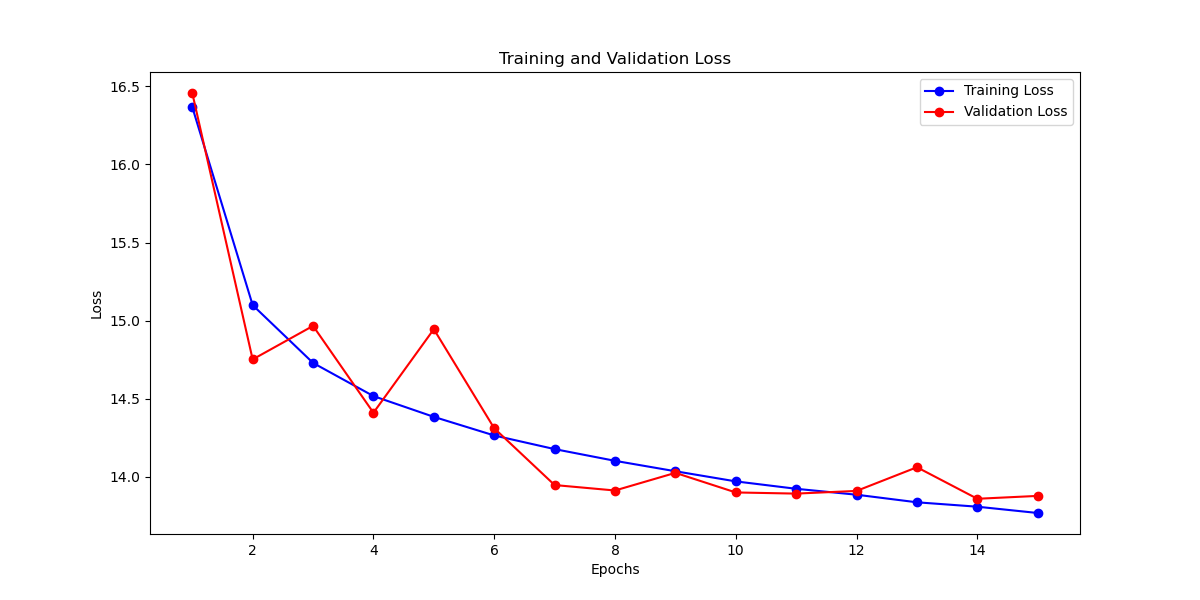 Training and Validation Loss
Training Loss
Validation Loss
16.5
16.0
15.5
15.0
14.5
14.0
Loss
2 4 6 8 10 12 14
Epochs